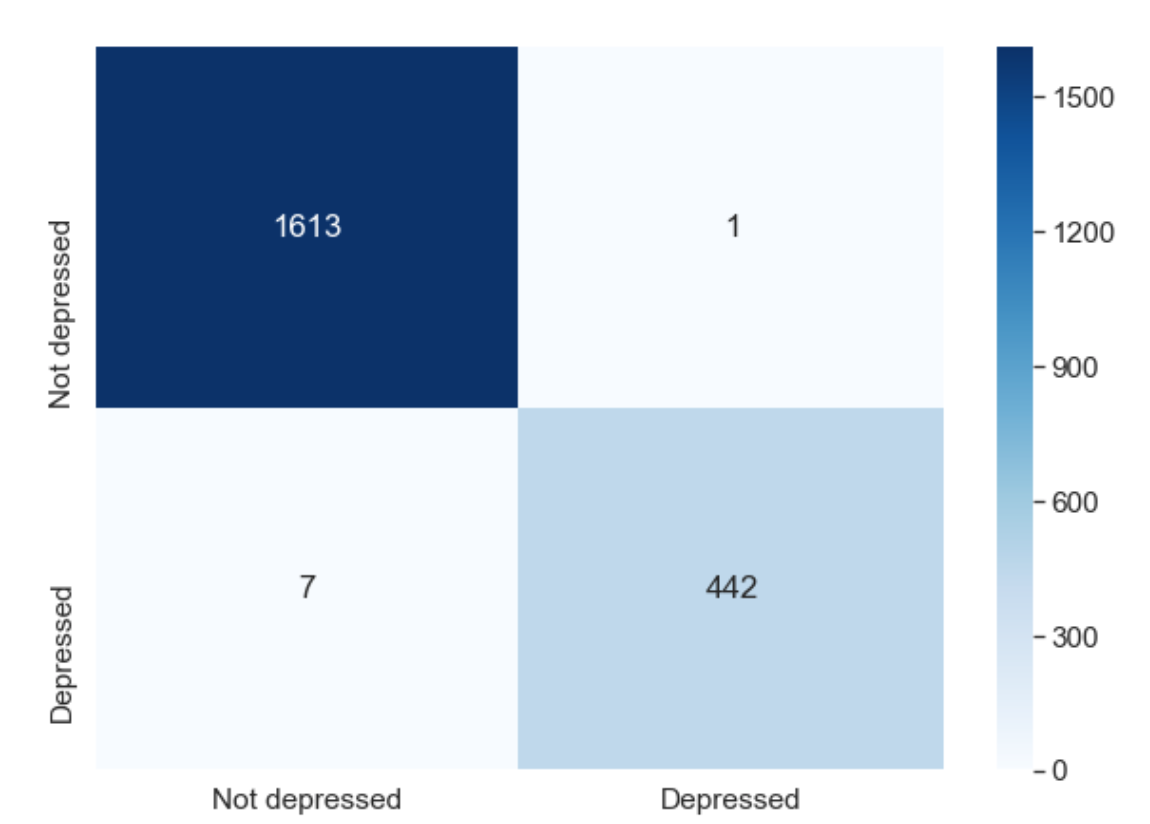 Not depressed
1613
1
Depressed
7
442
Not depressed
Depressed
1500
1200
900
600
300
0